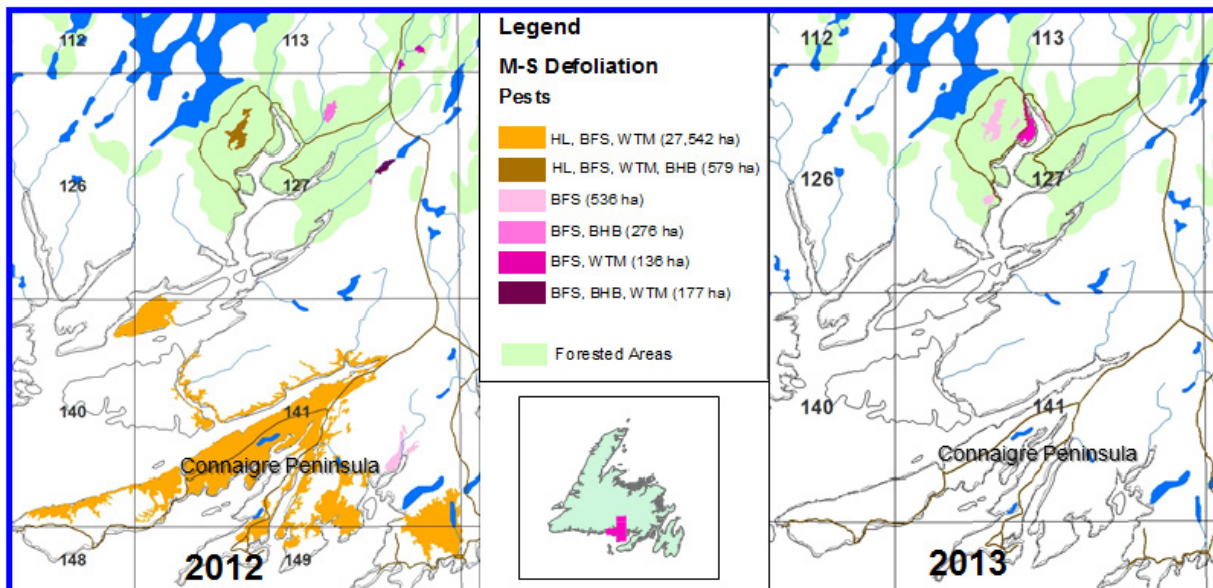 112
113
126
127
140
141
Connaigre Peninsula
148
2012
149
Legend
M-S Defoliation
Pests
HL, BFS, WTM (27,542 ha)
HL, BFS, WTM, BHB (579 ha)
BFS (536 ha)
BFS, BHB (276 ha)
BFS, WTM (136 ha)
BFS, BHB, WTM (177 ha)
Forested Areas
112
113
126
127
140
141
Connaigre Peninsula
148
2013
149